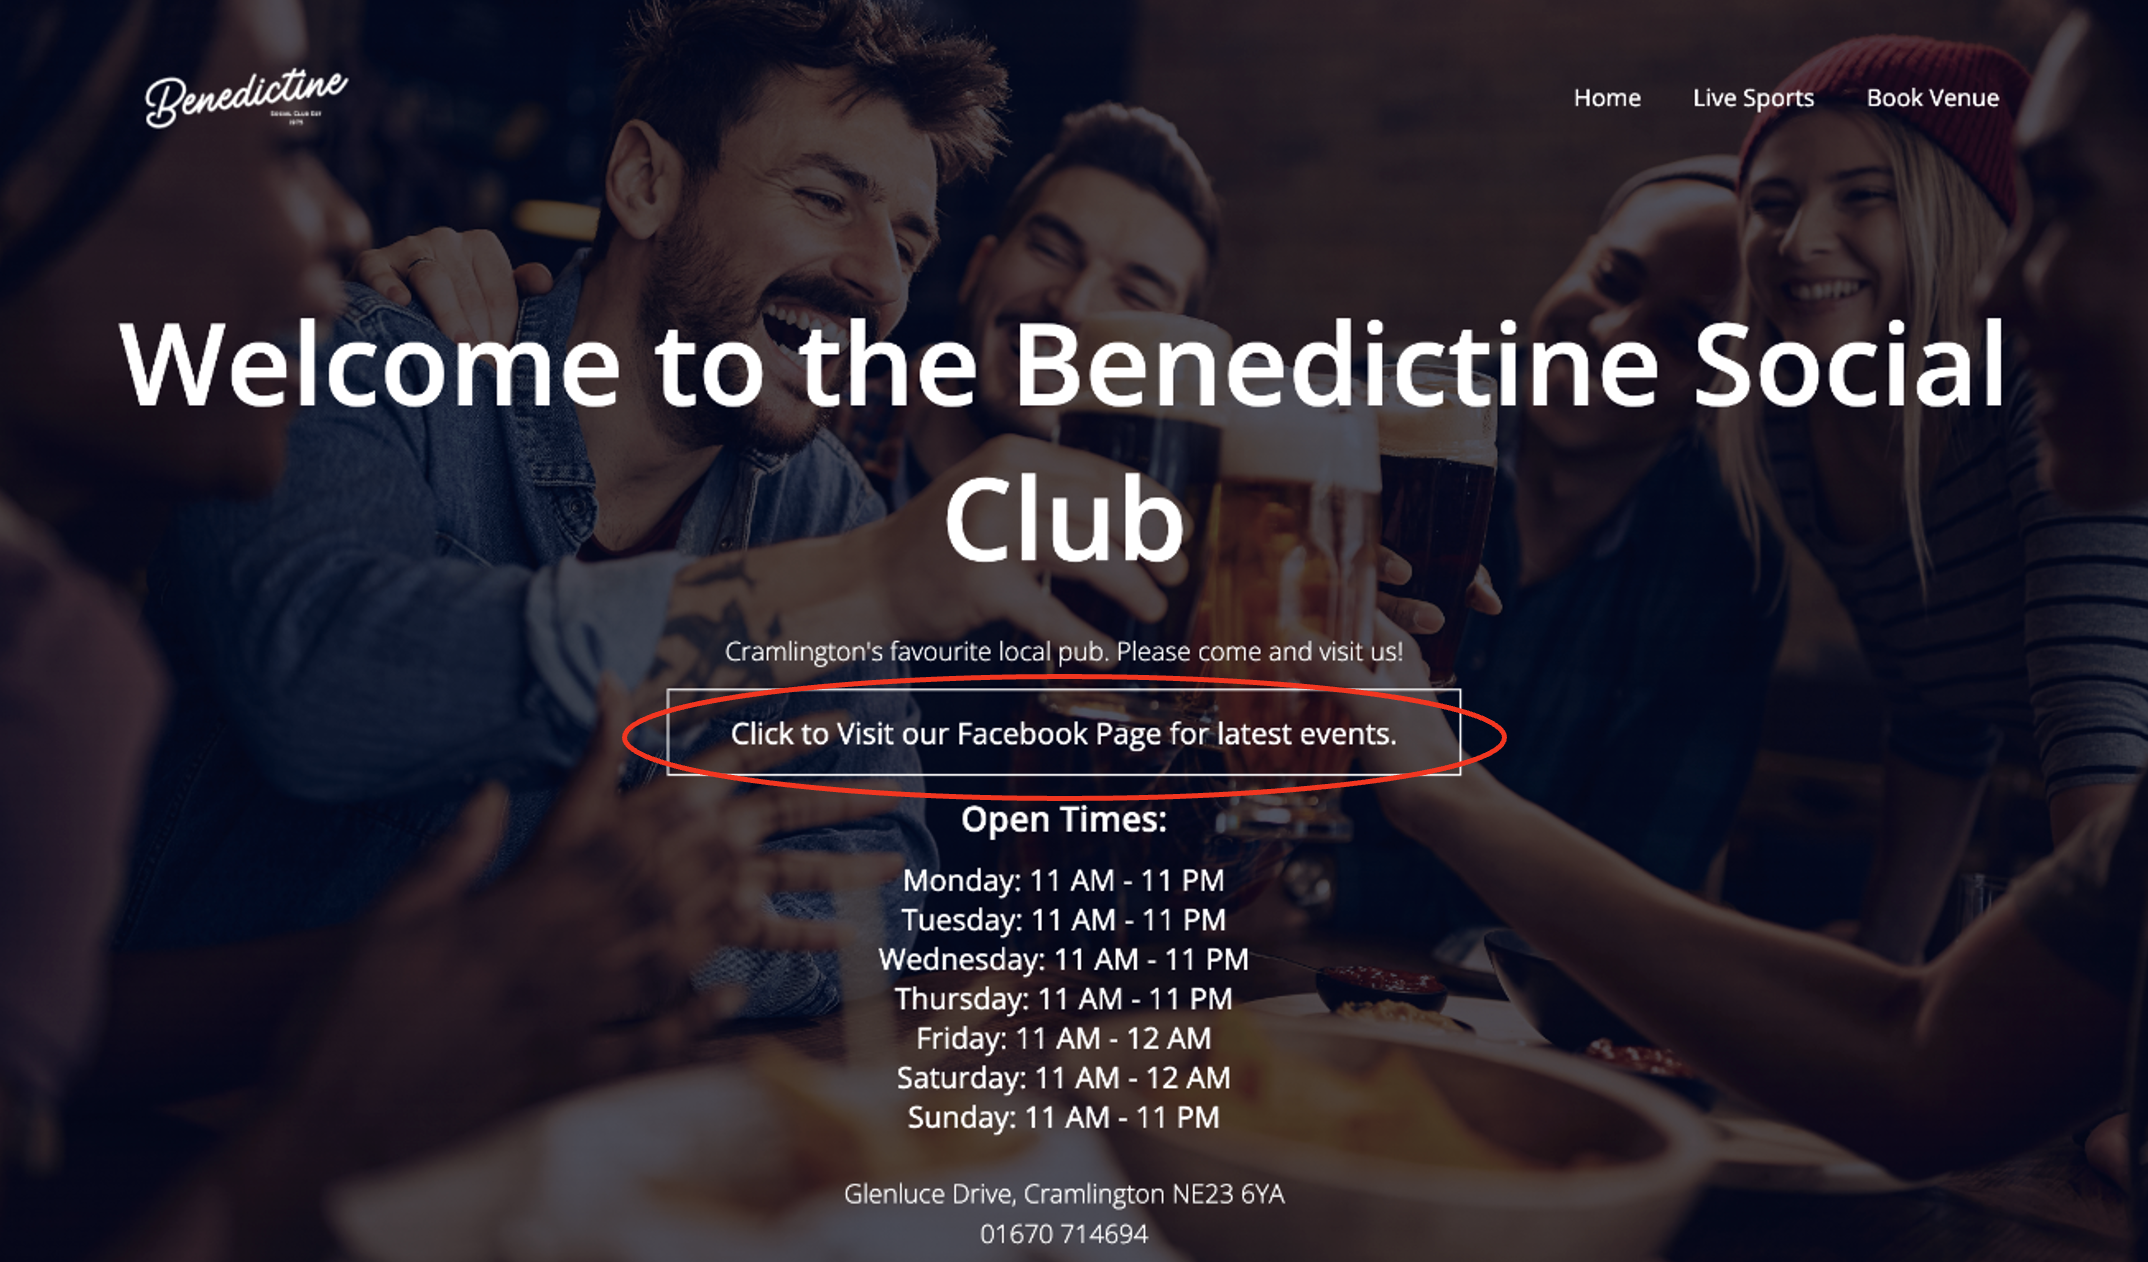 Benedictine
Social Club Est
Home
Live Sports
Book Venue
Welcome to the Benedictine Social
Club
Cramlington's favourite local pub. Please come and visit us!
Click to Visit our Facebook Page for latest events.
Open Times:
Monday: 11 AM - 11 PM
Tuesday: 11 AM - 11 PM
Wednesday: 11 AM - 11 PM
Thursday: 11 AM - 11 PM
Friday: 11 AM - 12 AM
Saturday: 11 AM - 12 AM
Sunday: 11 AM - 11 PM
Glenluce Drive, Cramlington NE23 6YA
01670 714694